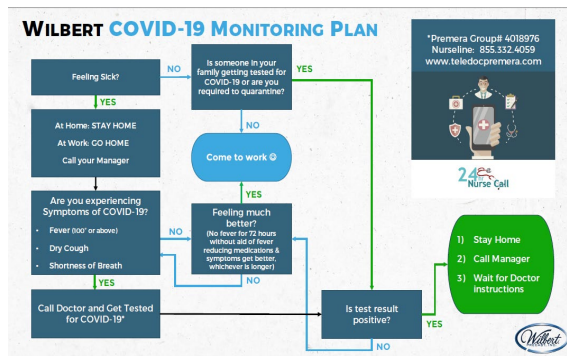 WILBERT COVID-19 MONITORING PLAN
*Premera Group# 4018976
Nurseline: 855.332.4059
www.teledocpremera.com
24
Nurse Call
Feeling Sick?
NO
Is someone in your
family getting tested for
COVID-19 or are you
required to quarantine?
YES
YES
NO
At Home: STAY HOME
At Work: GO HOME
Call your Manager
Come to work ☺
YES
Are you experiencing
Symptoms of COVID-19?
• Fever (100° or above)
• Dry Cough
• Shortness of Breath
NO
Feeling much
better?
(No fever for 72 hours
without aid of fever
reducing medications &
symptoms get better,
whichever is longer)
NO
YES
Call Doctor and Get Tested
for COVID-19*
Is test result
positive?
YES
NO
1) Stay Home
2) Call Manager
3) Wait for Doctor
instructions
Wilbert